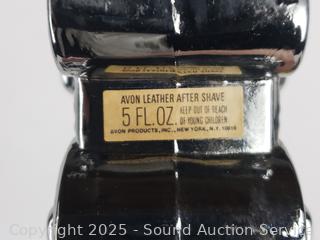 AVON LEATHER AFTER SHAVE
5 FL.OZ. KEEP OUT OF REACH
OF YOUNG CHILDREN
AVON PRODUCTS, INC., NEW YORK, N.Y. 10019
Copyright © 2025 - Sound Auction Service